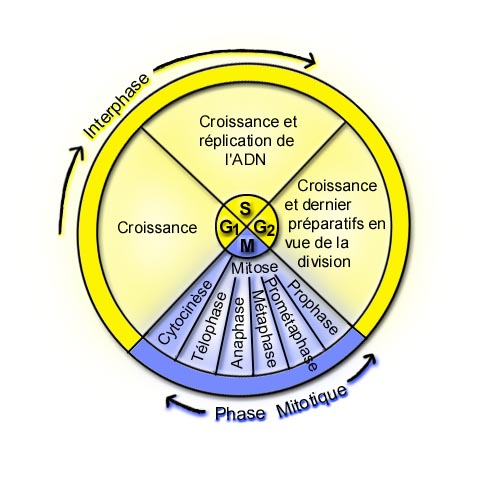 Interphase
Croissance et
réplication de
l'ADN
Croissance
Croissance
et dernier
préparatifs en
vue de la
division
S
G1 G2
M
Mitose
Cytocinèse
Télophase
Anaphase
Métaphase
Prométaphase
Prophase
Phase Mitotique